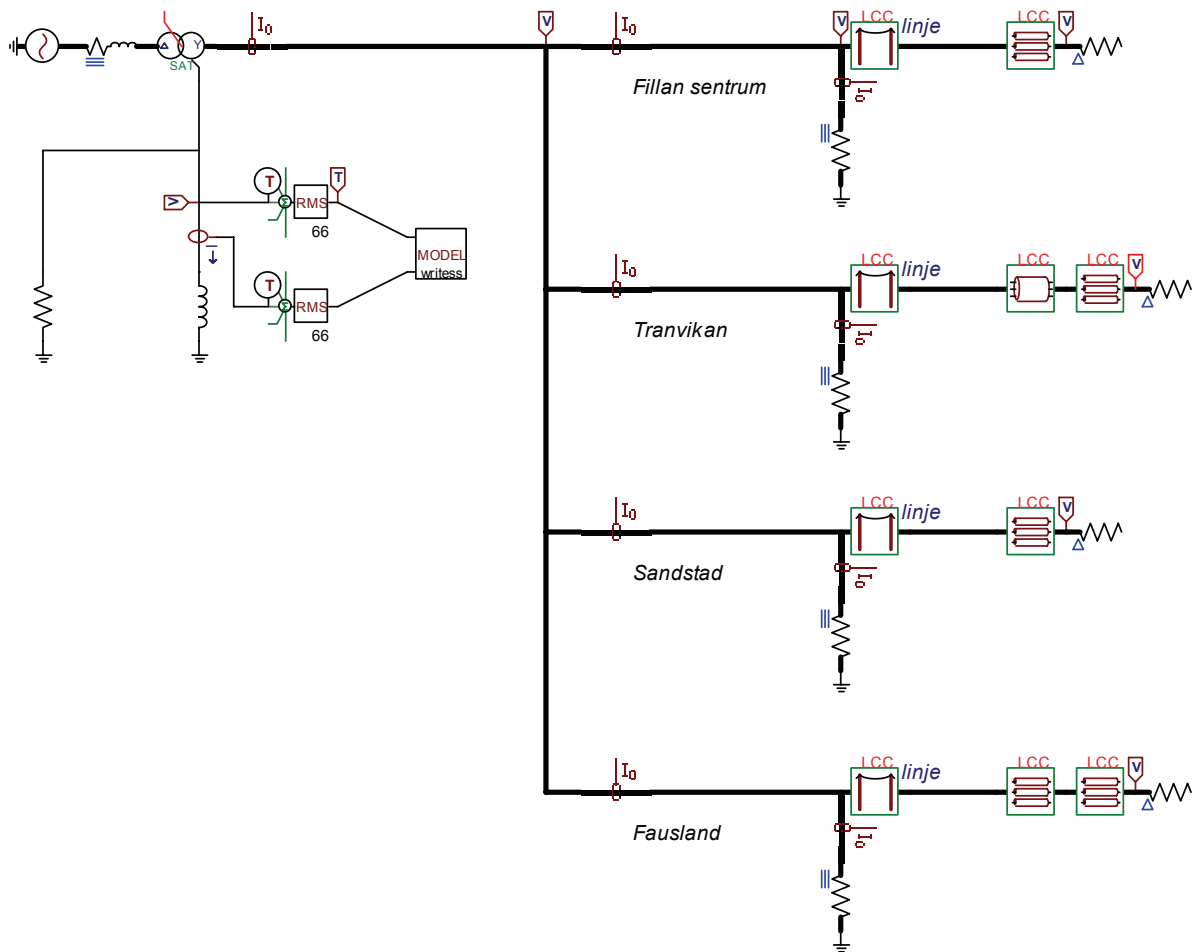 I0
V
I0
V
LCC
linje
LCC
V
Y
SAT
Fillan sentrum
I0
T
RMS
T
V
66
I
MODEL
writess
T
RMS
66
I0
LCC
linje
LCC
LCC
V
Tranvikan
I0
I0
LCC
linje
LCC
V
Sandstad
I0
I0
LCC
linje
LCC
LCC
V
Fausland
I0